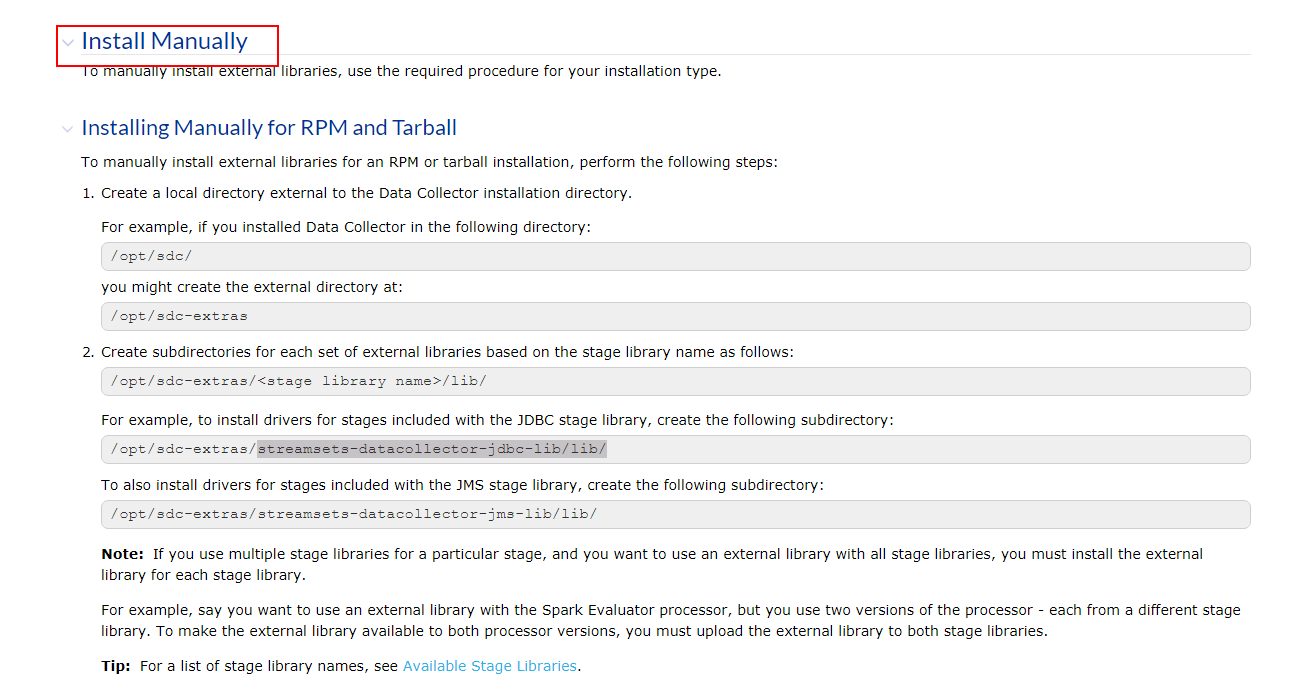 Install Manually
To manually install external libraries, use the required procedure for your installation type.
Installing Manually for RPM and Tarball
To manually install external libraries for an RPM or tarball installation, perform the following steps:
1. Create a local directory external to the Data Collector installation directory.
For example, if you installed Data Collector in the following directory:
/opt/sdc/
you might create the external directory at:
/opt/sdc-extras
2. Create subdirectories for each set of external libraries based on the stage library name as follows:
/opt/sdc-extras/<stage library name>/lib/
For example, to install drivers for stages included with the JDBC stage library, create the following subdirectory:
/opt/sdc-extras/streamsets-datacollector-jdbc-lib/lib/
To also install drivers for stages included with the JMS stage library, create the following subdirectory:
/opt/sdc-extras/streamsets-datacollector-jms-lib/lib/
Note: If you use multiple stage libraries for a particular stage, and you want to use an external library with all stage libraries, you must install the external
library for each stage library.
For example, say you want to use an external library with the Spark Evaluator processor, but you use two versions of the processor - each from a different stage
library. To make the external library available to both processor versions, you must upload the external library to both stage libraries.
Tip: For a list of stage library names, see Available Stage Libraries.